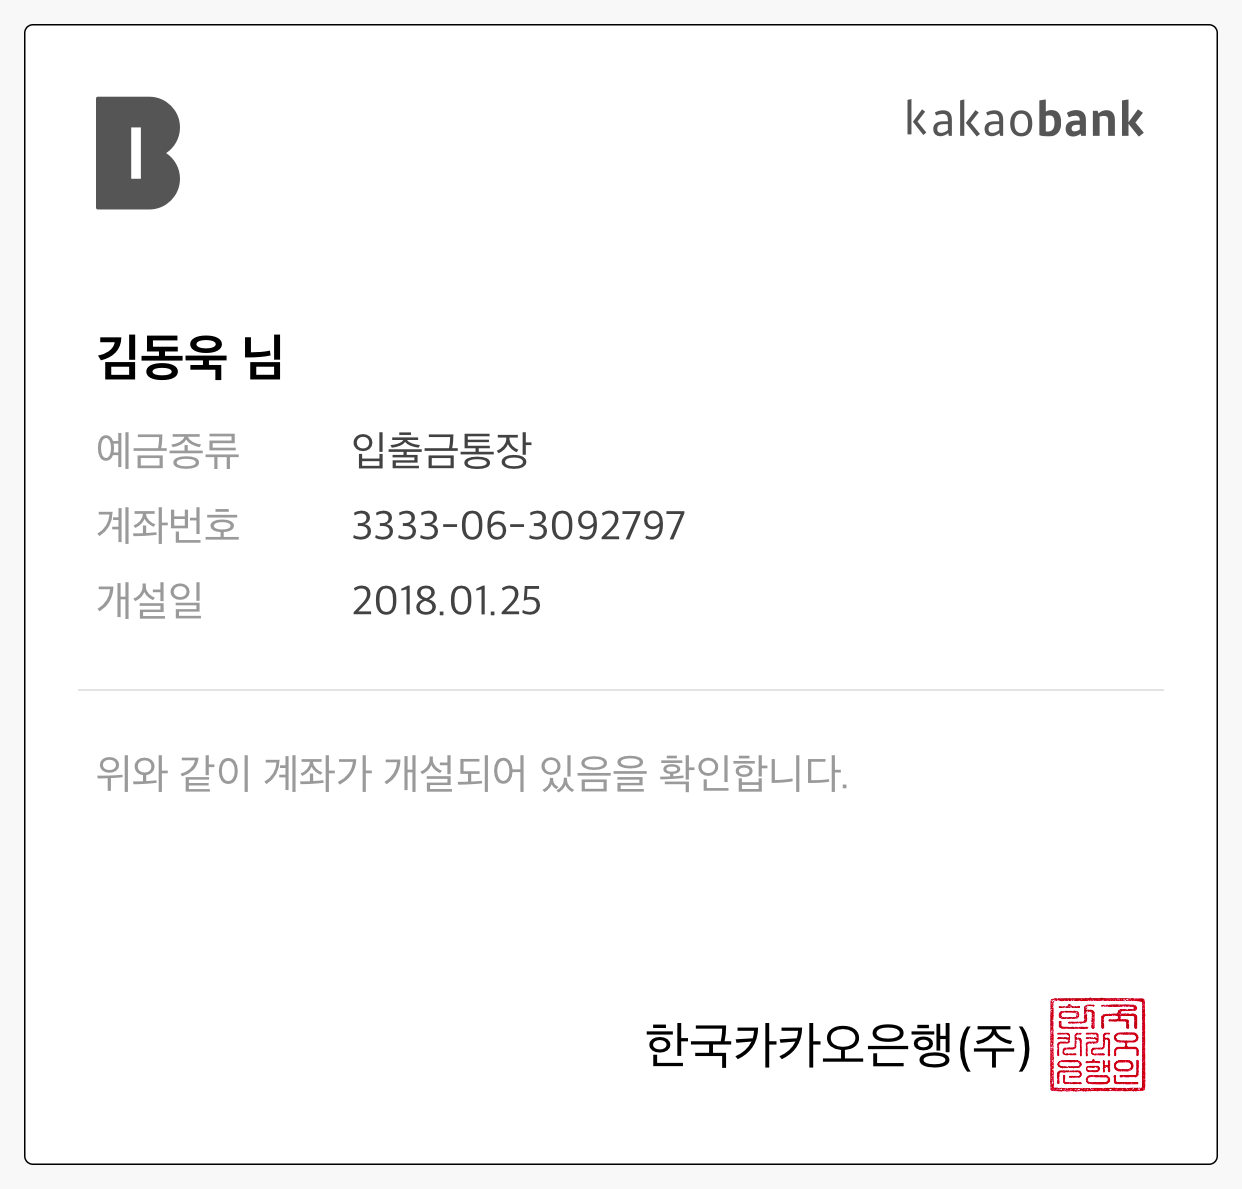 B
kakaobank
김동욱 님
예금종류 입출금통장
계좌번호 3333-06-3092797
개설일 2018.01.25
위와 같이 계좌가 개설되어 있음을 확인합니다.
한국카카오은행(주)
한국
카카오
은행인